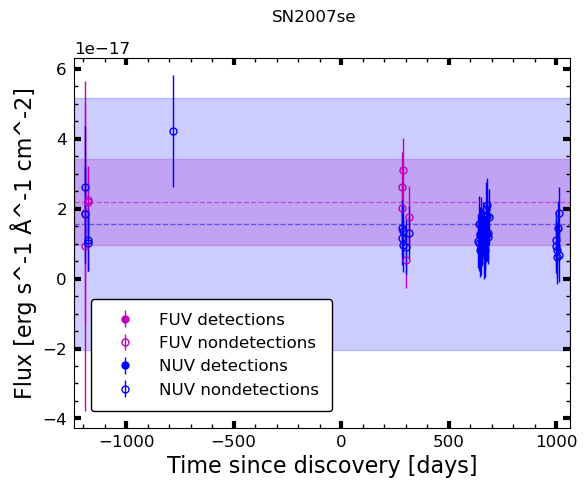 SN2007se
1e−17
6
4
2
0
−2
−4
Flux [erg s^-1 Å^-1 cm^-2]
FUV detections
FUV nondetections
NUV detections
NUV nondetections
−1000 −500 0 500 1000
Time since discovery [days]